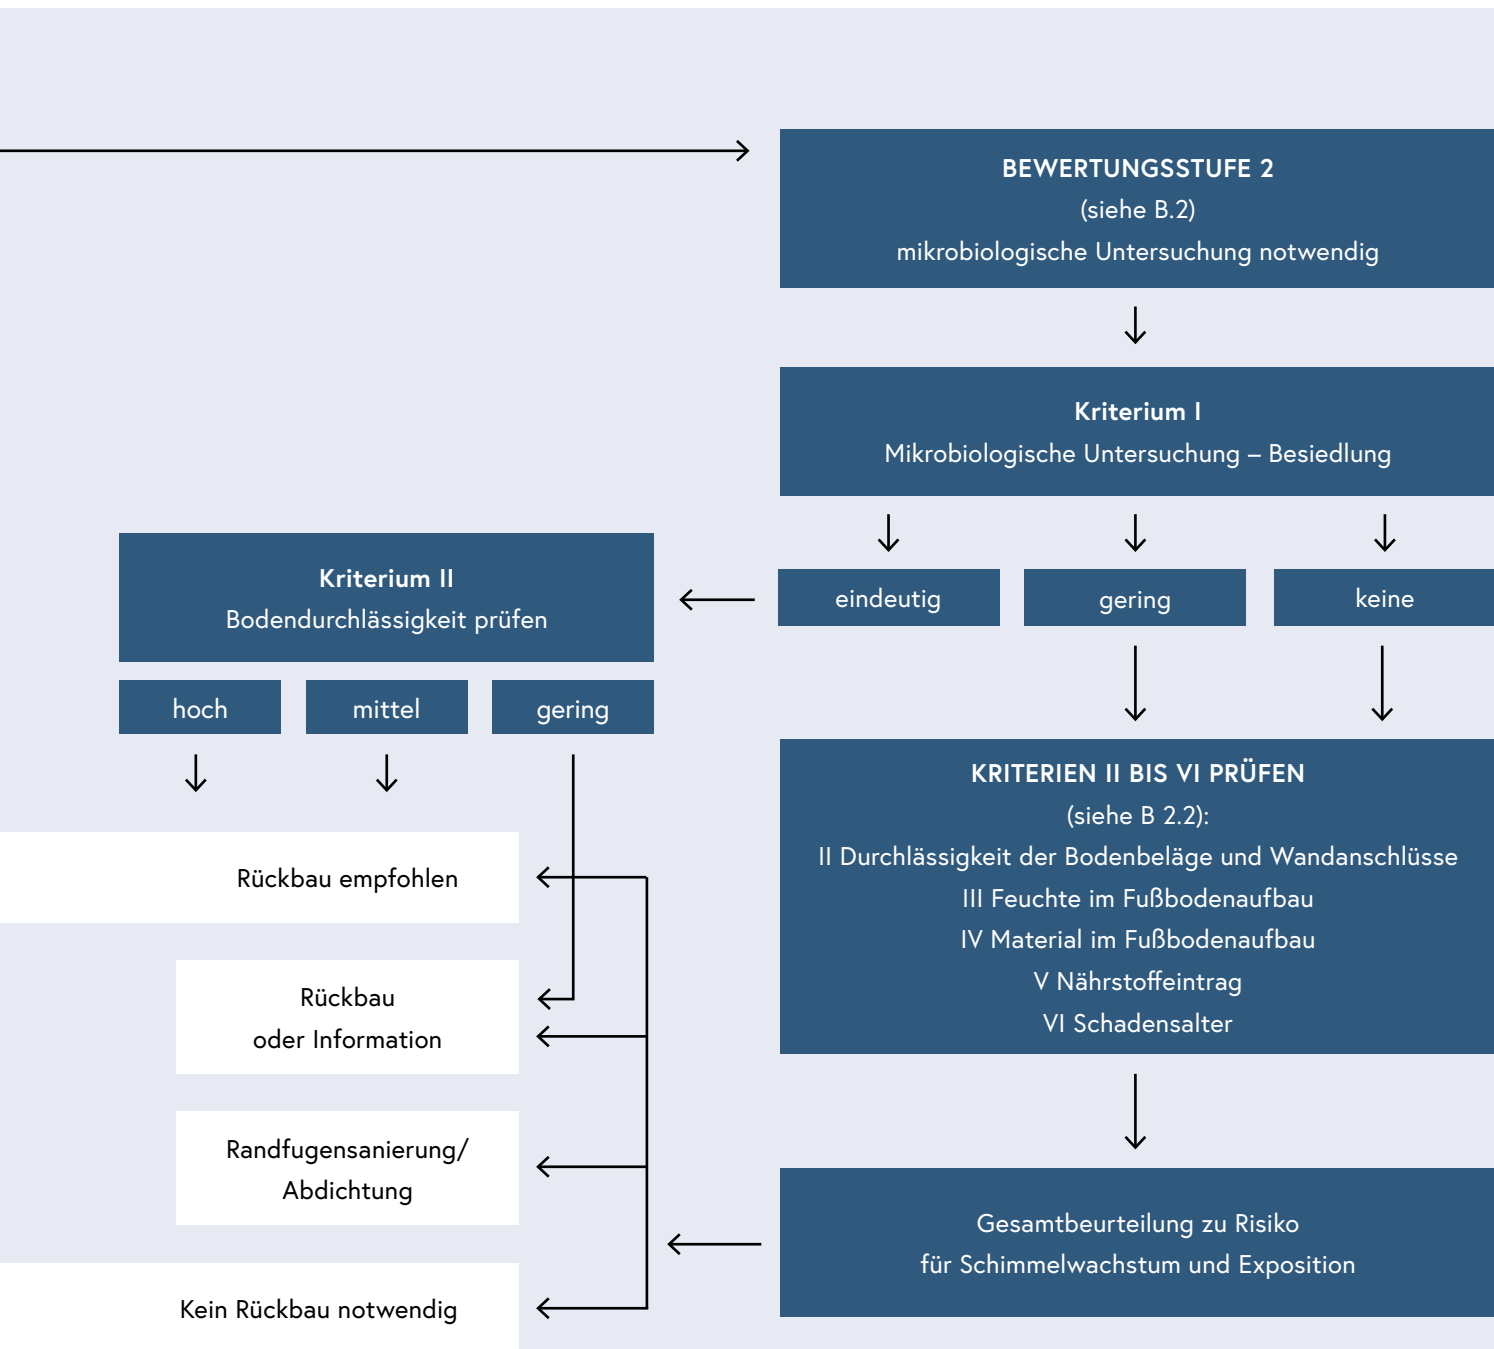 BEWERTUNGSSTUFE 2
(siehe B.2)
mikrobiologische Untersuchung notwendig
Kriterium I
Mikrobiologische Untersuchung – Besiedlung
eindeutig
gering
keine
Kriterium II
Bodendurchlässigkeit prüfen
hoch
mittel
gering
KRITERIEN II BIS VI PRÜFEN
(siehe B 2.2):
II Durchlässigkeit der Bodenbeläge und Wandanschlüsse
III Feuchte im Fußbodenaufbau
IV Material im Fußbodenaufbau
V Nährstoffeintrag
VI Schadensalter
Rückbau empfohlen
Rückbau
oder Information
Randfugensanierung/
Abdichtung
Kein Rückbau notwendig
Gesamtbeurteilung zu Risiko
für Schimmelwachstum und Exposition